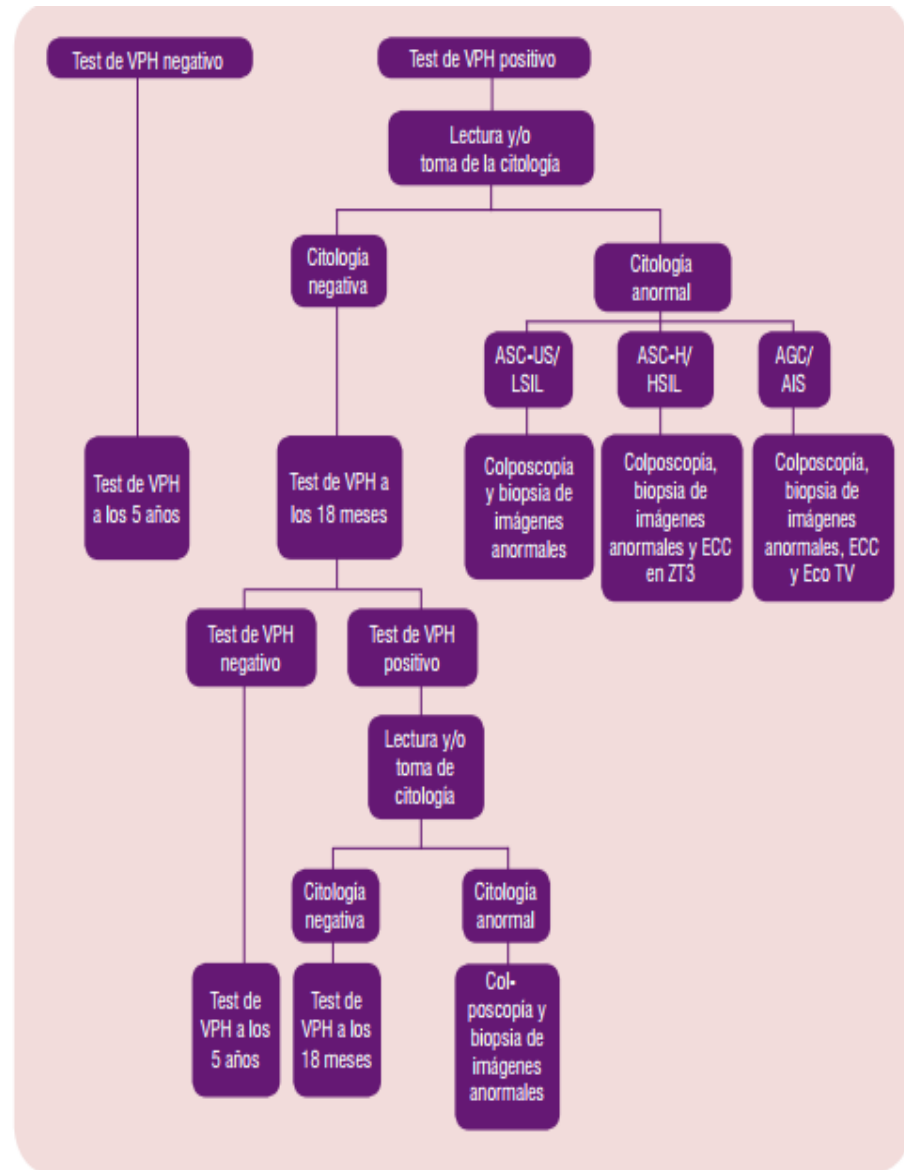 Test de VPH negativo
Test de VPH positivo
Lectura y/o
toma de la citología
Citología
negativa
Citología
anormal
ASC-US/
LSIL
ASC-H/
HSIL
AGC/
AIS
Test de VPH
a los 5 años
Test de VPH a
los 18 meses
Colposcopía
y biopsia de
imágenes
anormales
Colposcopía,
biopsia de
imágenes
anormales y ECC
en ZT3
Colposcopía,
biopsia de
imágenes
anormales, ECC
y Eco TV
Test de VPH
negativo
Test de VPH
positivo
Lectura y/o
toma de
citología
Citología
negativa
Citología
anormal
Test de
VPH a los
5 años
Test de
VPH a los
18 meses
Col-
poscopía y
biopsia de
imágenes
anormales